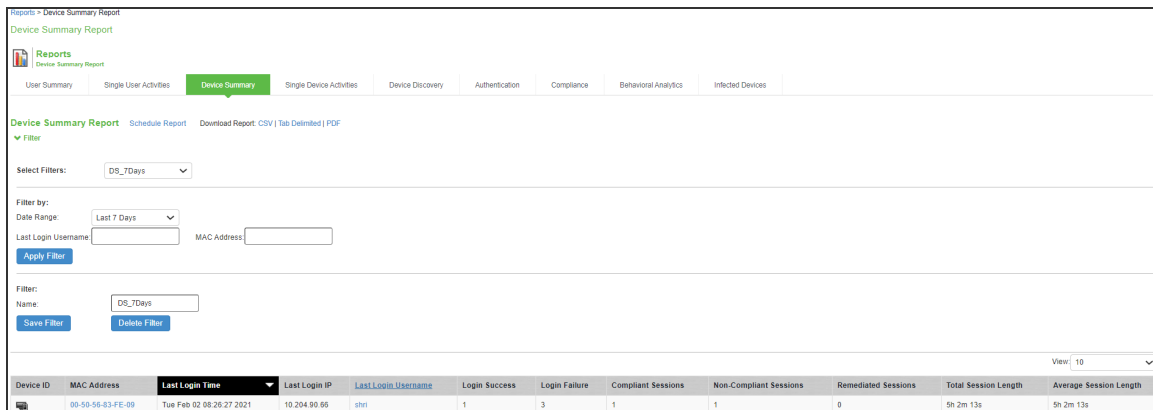 Reports > Device Summary Report
Device Summary Report
Reports
Device Summary Report
User Summary Single User Activities Device Summary Single Device Activities Device Discovery Authentication Compliance Behavioral Analytics Infected Devices
Device Summary Report Schedule Report Download Report: CSV | Tab Delimited | PDF
Filter
Select Filters: DS_7Days
Filter by:
Date Range: Last 7 Days
Last Login Username: MAC Address:
Apply Filter
Filter:
Name: DS_7Days
Save Filter Delete Filter
View: 10
Device ID MAC Address Last Login Time Last Login IP Last Login Username Login Success Login Failure Compliant Sessions Non-Compliant Sessions Remediated Sessions Total Session Length Average Session Length
00-50-56-83-FE-09 Tue Feb 02 08:26:27 2021 10.204.90.66 shri 1 3 1 1 0 5h 2m 13s 5h 2m 13s